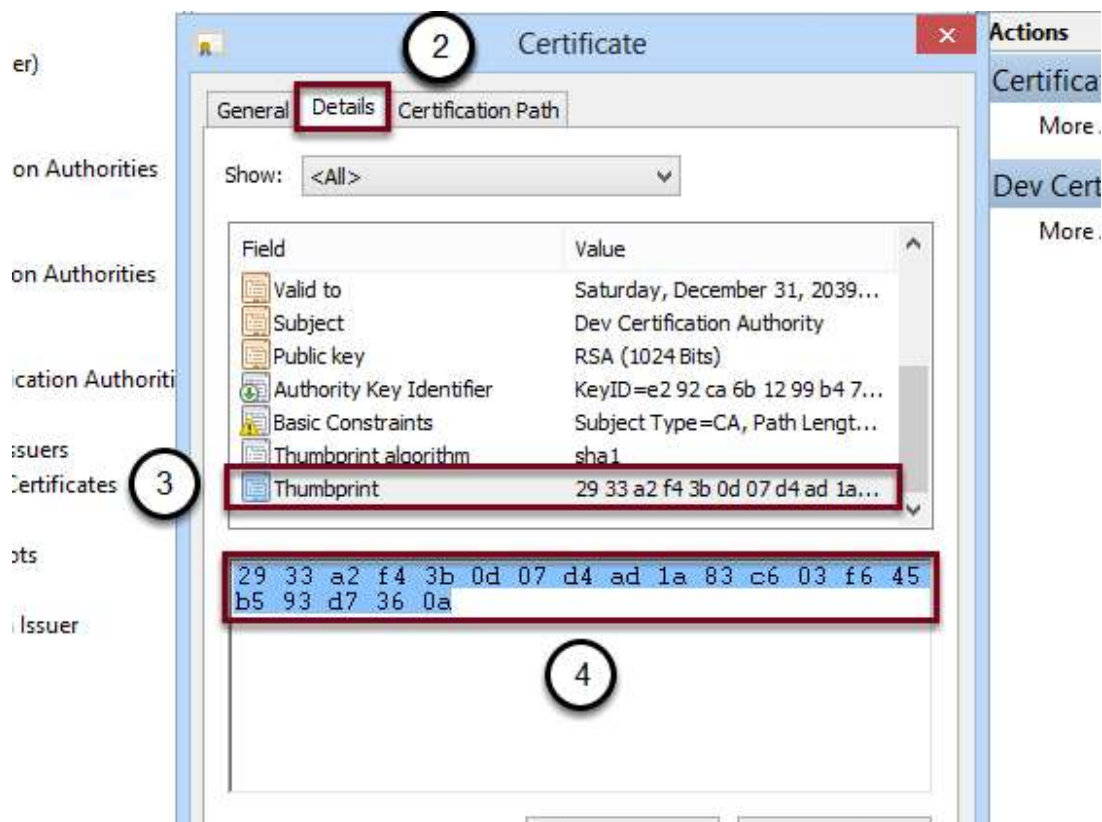 er)
on Authorities
on Authorities
ication Authoriti
ssuers
Certificates
ots
Issuer
2
Certificate
General Details Certification Path
Show: <All>
Field Value
Valid to Saturday, December 31, 2039...
Subject Dev Certification Authority
Public key RSA (1024 Bits)
Authority Key Identifier KeyID=e2 92 ca 6b 12 99 b4 7...
Basic Constraints Subject Type=CA, Path Lengt...
Thumbprint algorithm sha1
3
Thumbprint 29 33 a2 f4 3b 0d 07 d4 ad 1a...
29 33 a2 f4 3b 0d 07 d4 ad 1a 83 c6 03 f6 45
b5 93 d7 36 0a
4
Actions
Certifica
More
Dev Cert
More